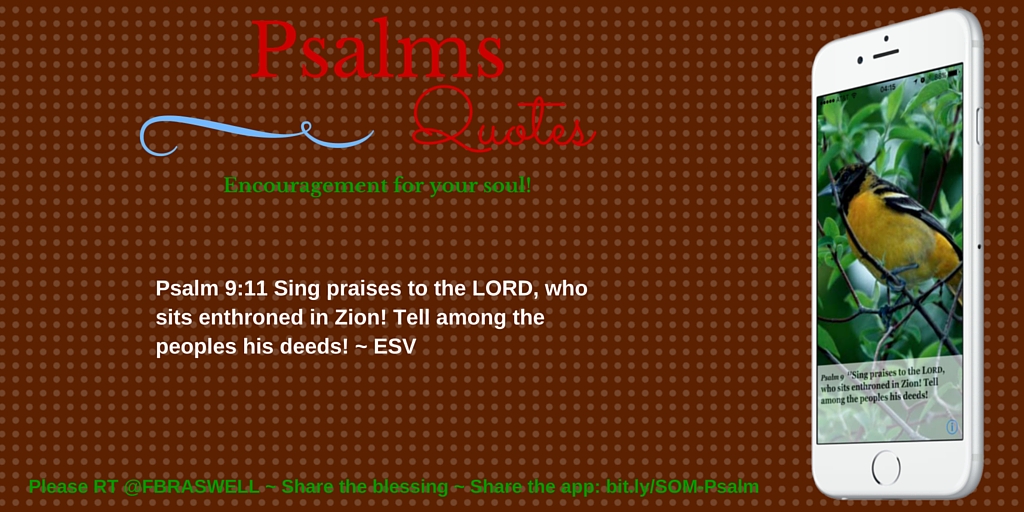 Psalms
Quotes
Encouragement for your soul!
Psalm 9:11 Sing praises to the LORD, who
sits enthroned in Zion! Tell among the
peoples his deeds! ~ ESV
Please RT @FBRASWELL ~ Share the blessing ~ Share the app: bit.ly/SOM-Psalm
04:15
Psalm 9 Sing praises to the LORD,
who sits enthroned in Zion! Tell
among the peoples his deeds!